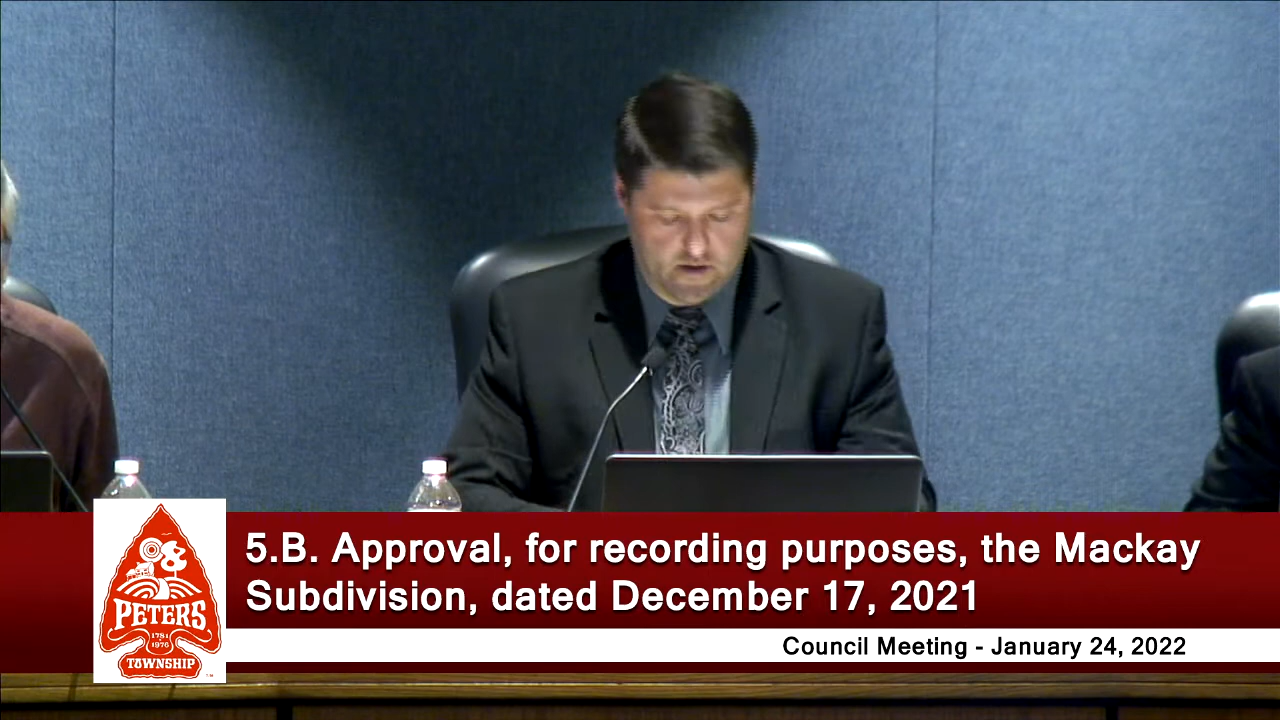 5.B. Approval, for recording purposes, the Mackay
Subdivision, dated December 17, 2021
Council Meeting - January 24, 2022
PETERS
1781
1976
TOWNSHIP